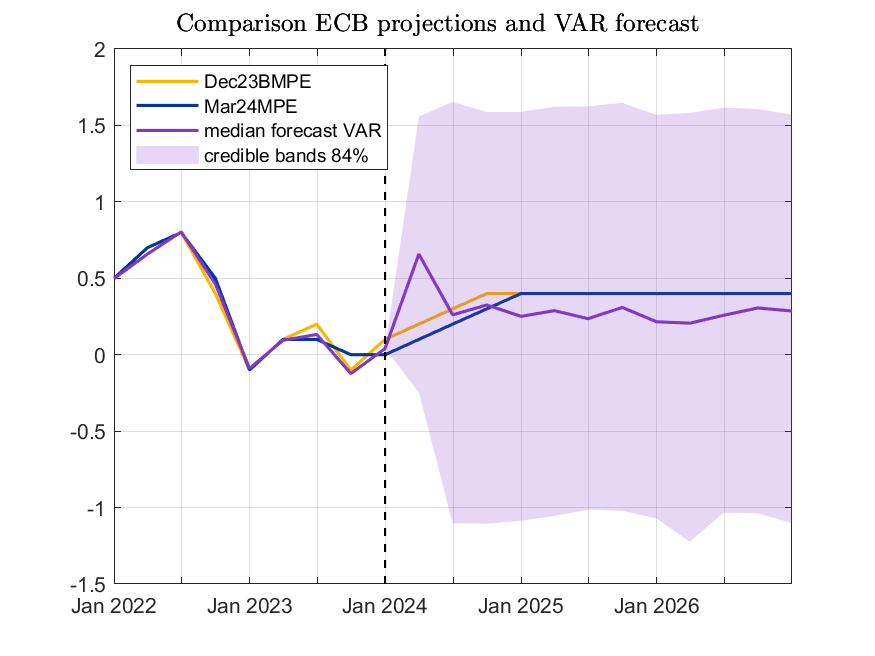 Comparison ECB projections and VAR forecast
2
1.5
1
0.5
0
-0.5
-1
-1.5
Dec23BMPE
Mar24MPE
median forecast VAR
credible bands 84%
Jan 2022 Jan 2023 Jan 2024 Jan 2025 Jan 2026